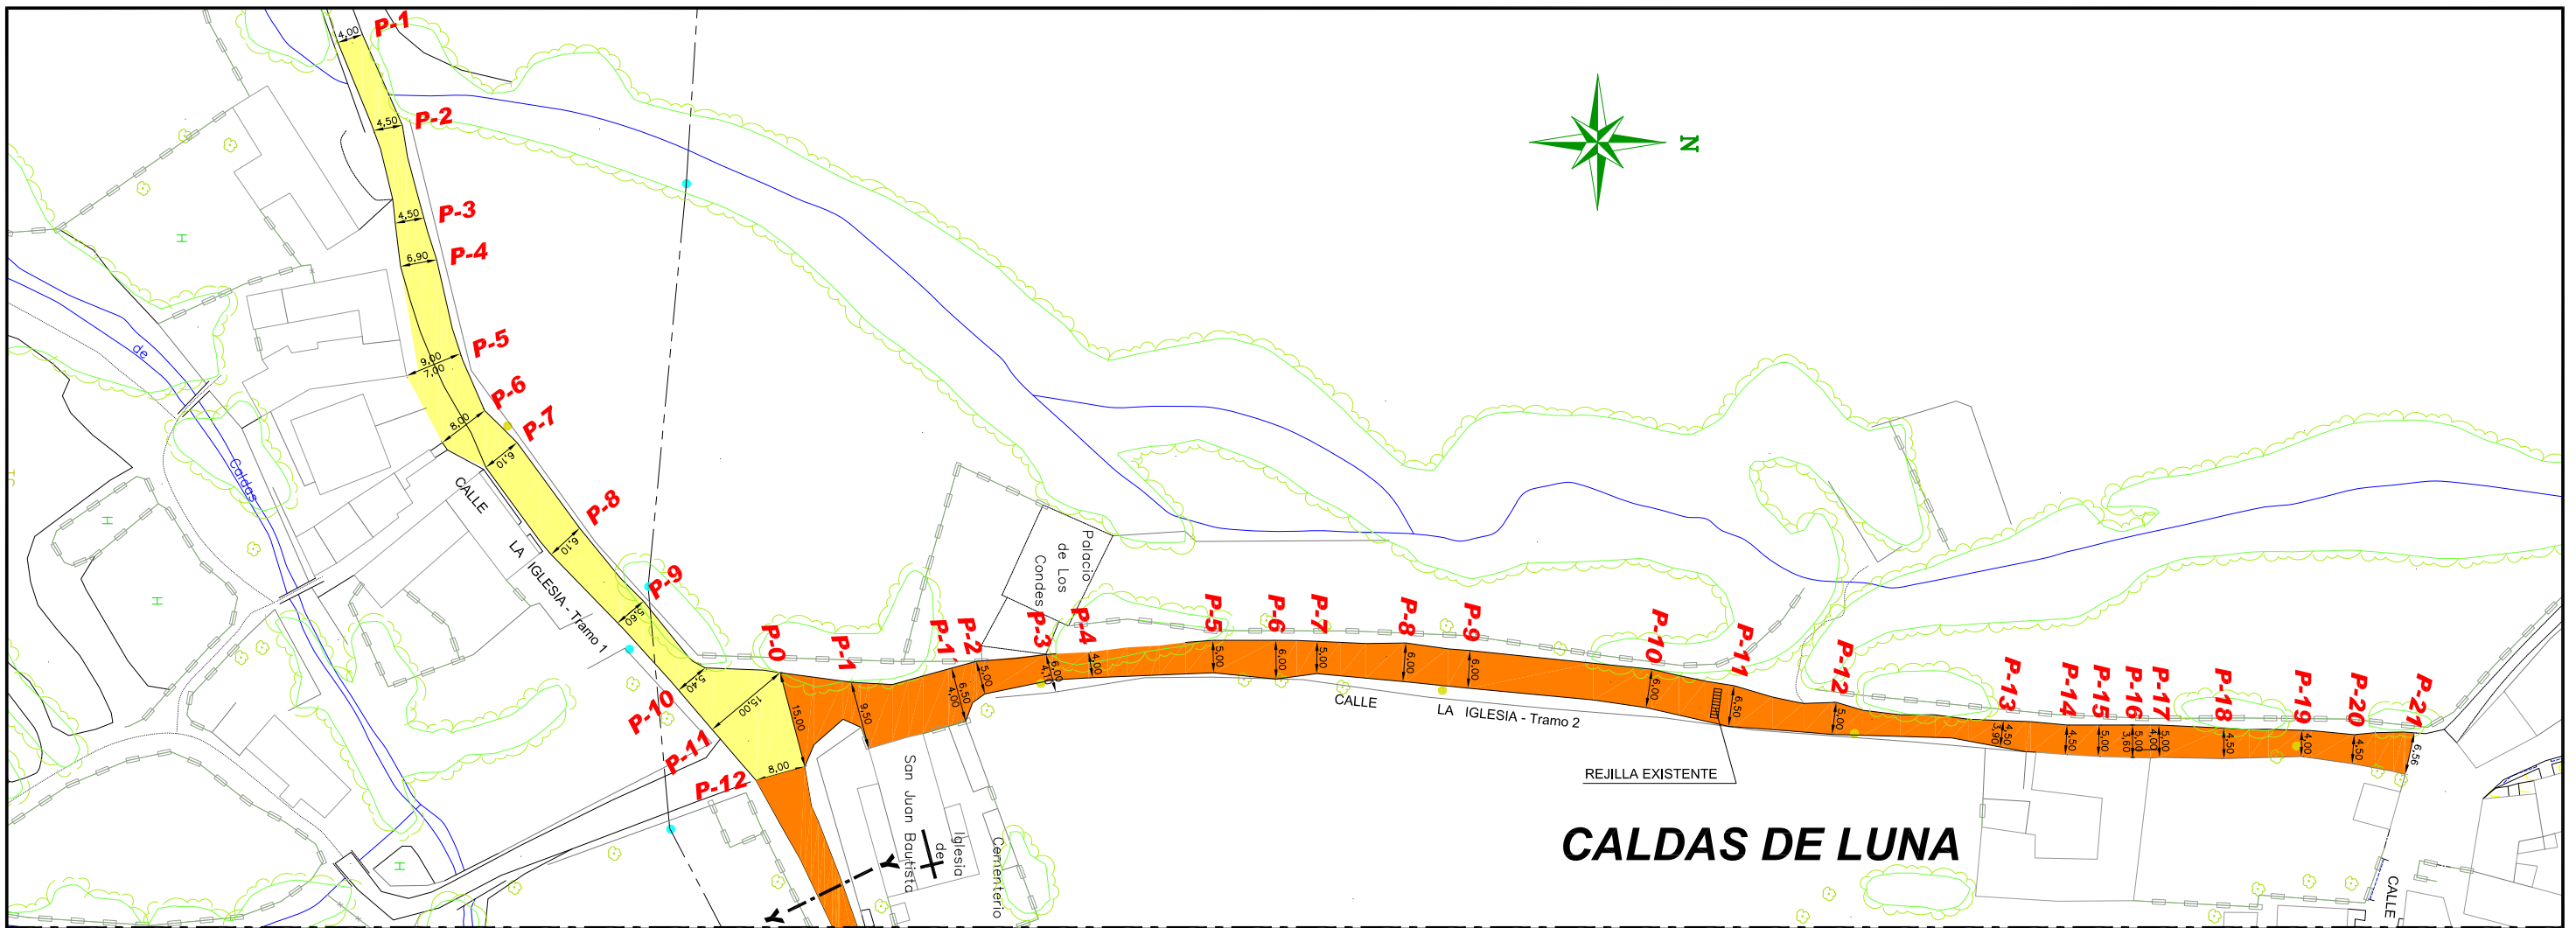 P-1
4,00
P-2
4,50
P-3
4,50
P-4
6,90
P-5
9,00
7,00
P-6
8,00
P-7
6,10
P-8
6,10
P-9
5,60
P-10
5,40
P-11
15,00
P-12
8,00
CALLE LA IGLESIA - Tramo 1
de
Caldas
H
H
H
H
T
N
P-0
15,00
P-1
9,50
P-1'
6,50
4,00
P-2
5,00
P-3
6,00
4,10
P-4
4,00
P-5
5,00
P-6
6,00
P-7
5,00
P-8
6,00
P-9
6,00
P-10
6,00
P-11
6,50
P-12
5,00
P-13
4,50
3,90
P-14
4,50
P-15
5,00
P-16
5,00
3,60
P-17
5,00
4,00
P-18
4,50
P-19
4,00
P-20
4,50
P-21
6,56
Palacio
de Los
Condes
CALLE LA IGLESIA - Tramo 2
REJILLA EXISTENTE
CALDAS DE LUNA
Iglesia
de
San Juan Bautista
Cementerio
Y
Y
CALLE